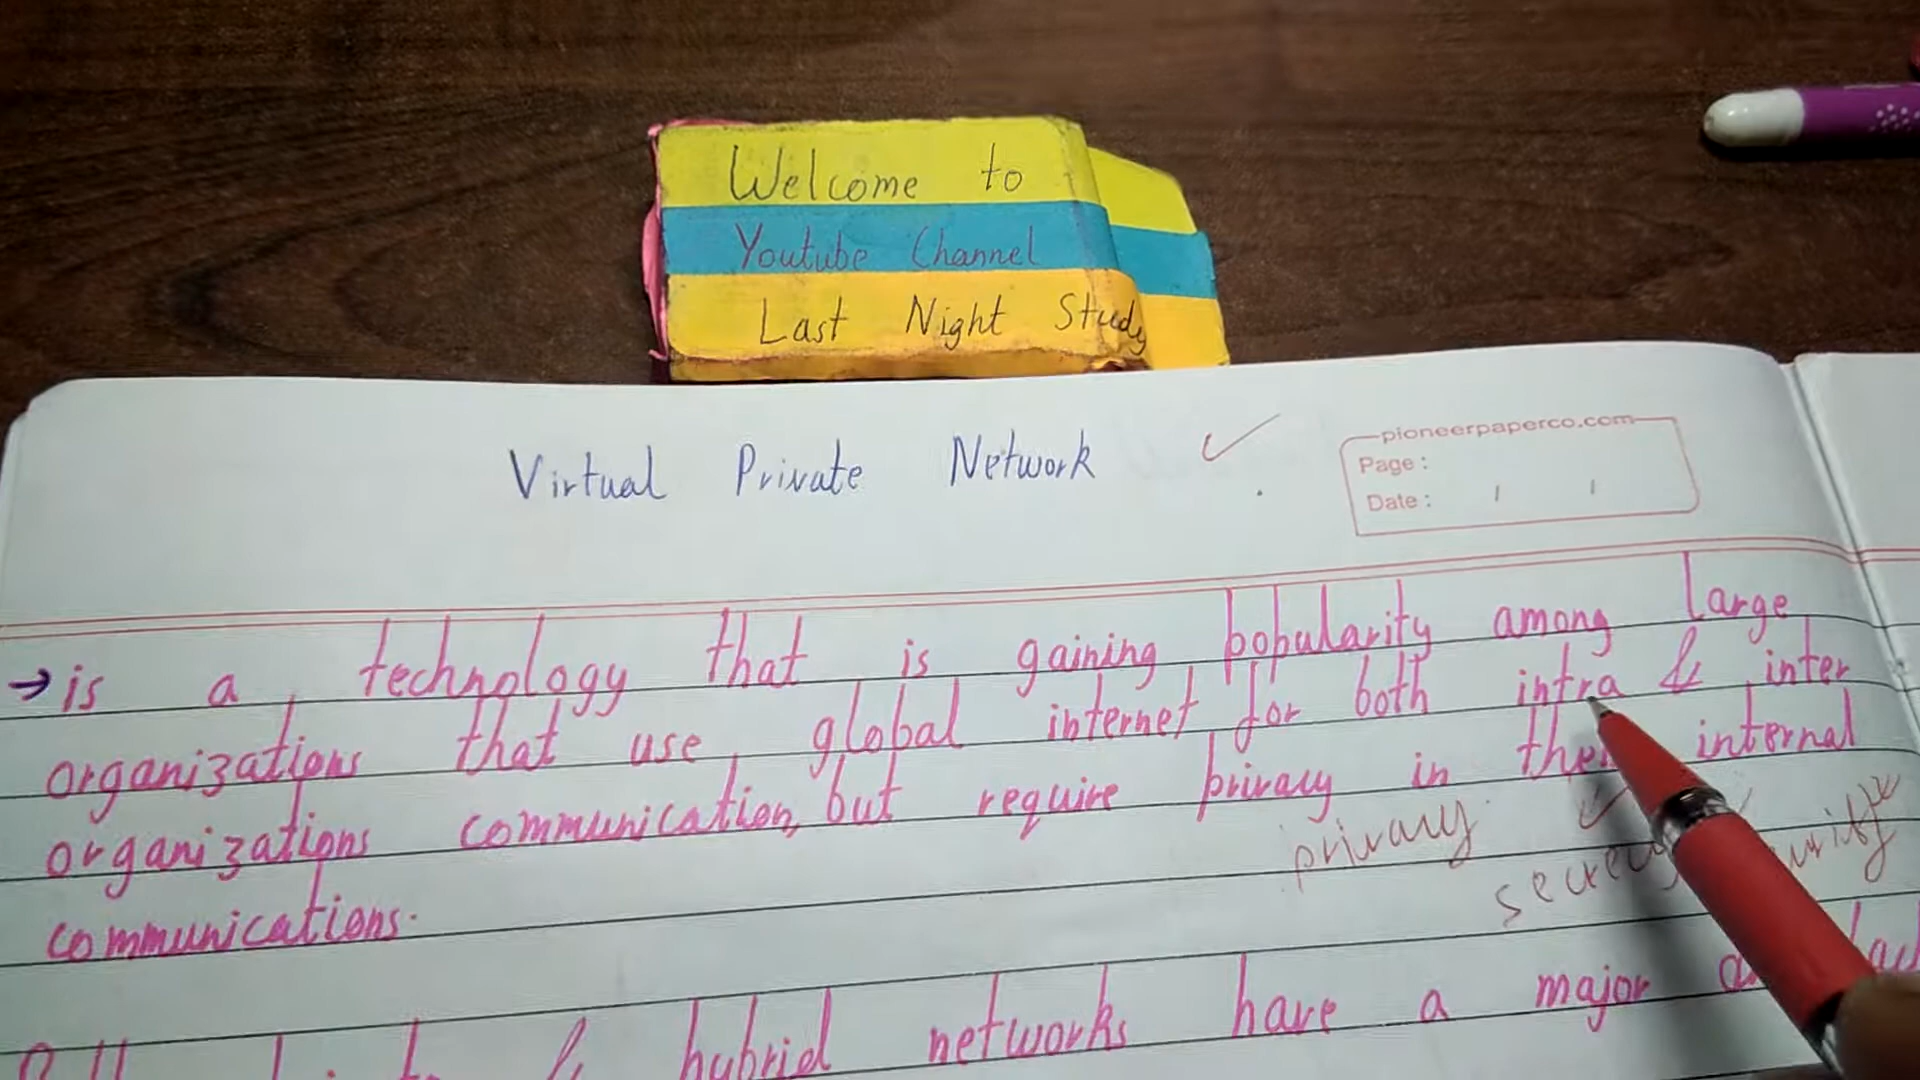 Welcome to
Youtube Channel
Last Night Study
Virtual Private Network
pioneerpaperco.com
Page :
Date : / /
→ is a technology that is gaining popularity among large
organizations that use global internet for both intra & inter
organizations communication, but require privacy in their internal
communications.
privacy
hybrid networks have a major